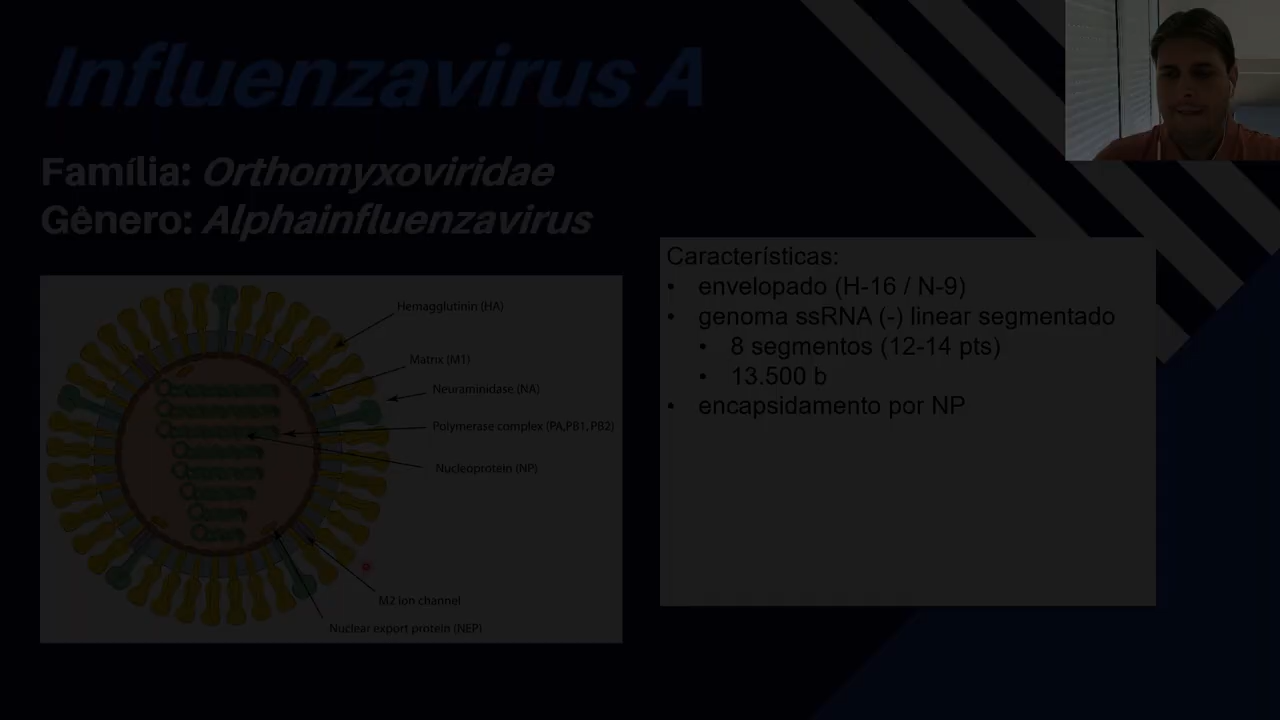 Influenzavirus A
Família: Orthomyxoviridae
Gênero: Alphainfluenzavirus
Hemagglutinin (HA)
Matrix (M1)
Neuraminidase (NA)
Polymerase complex (PA,PB1,PB2)
Nucleoprotein (NP)
M2 ion channel
Nuclear export protein (NEP)
Características:
• envelopado (H-16 / N-9)
• genoma ssRNA (-) linear segmentado
• 8 segmentos (12-14 pts)
• 13.500 b
• encapsidamento por NP